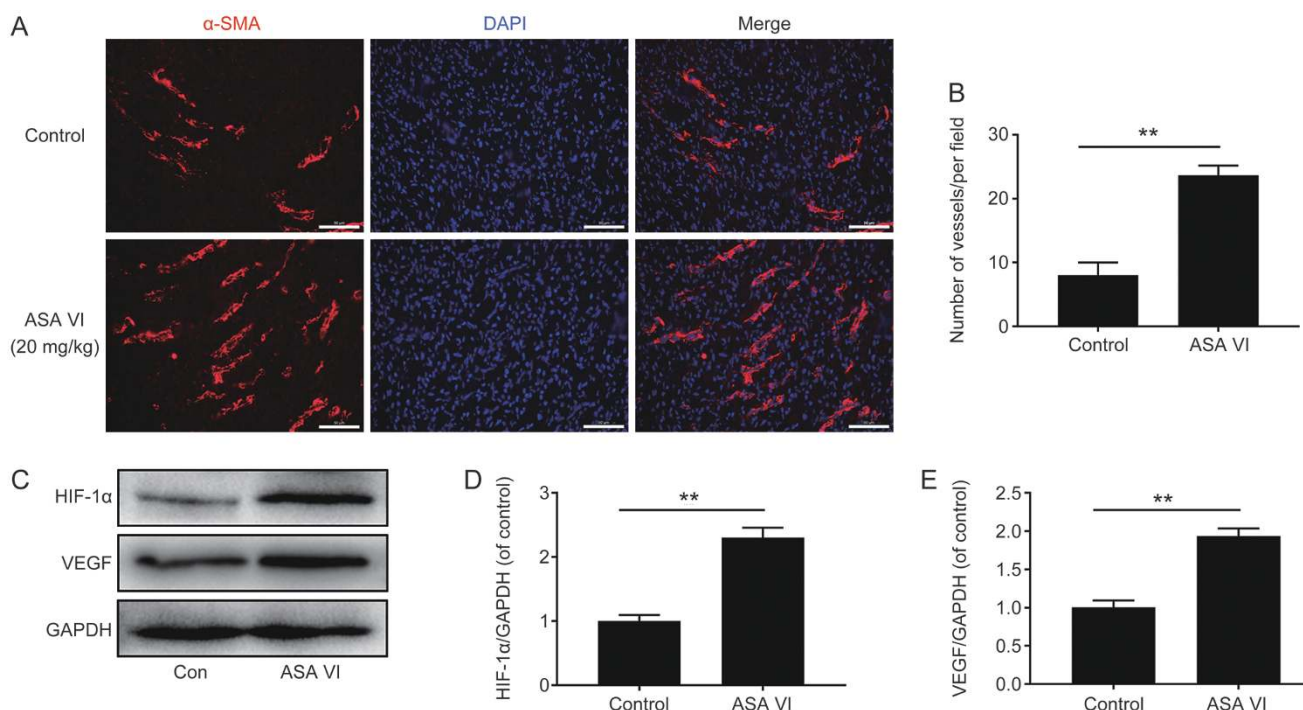 A
α-SMA
DAPI
Merge
Control
ASA VI
(20 mg/kg)
B
Number of vessels/per field
30
20
10
0
**
Control
ASA VI
C
HIF-1α
VEGF
GAPDH
Con
ASA VI
D
HIF-1α/GAPDH (of control)
3
2
1
0
**
Control
ASA VI
E
VEGF/GAPDH (of control)
2.5
2.0
1.5
1.0
0.5
0.0
**
Control
ASA VI